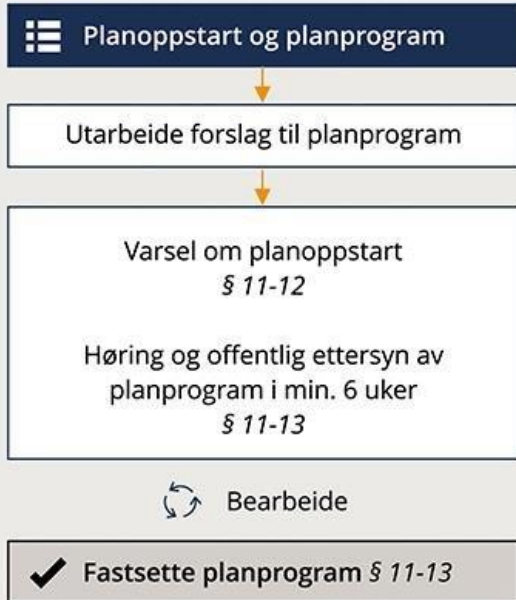 Planoppstart og planprogram
Utarbeide forslag til planprogram
Varsel om planoppstart
§ 11-12
Høring og offentlig ettersyn av
planprogram i min. 6 uker
§ 11-13
Bearbeide
Fastsette planprogram § 11-13